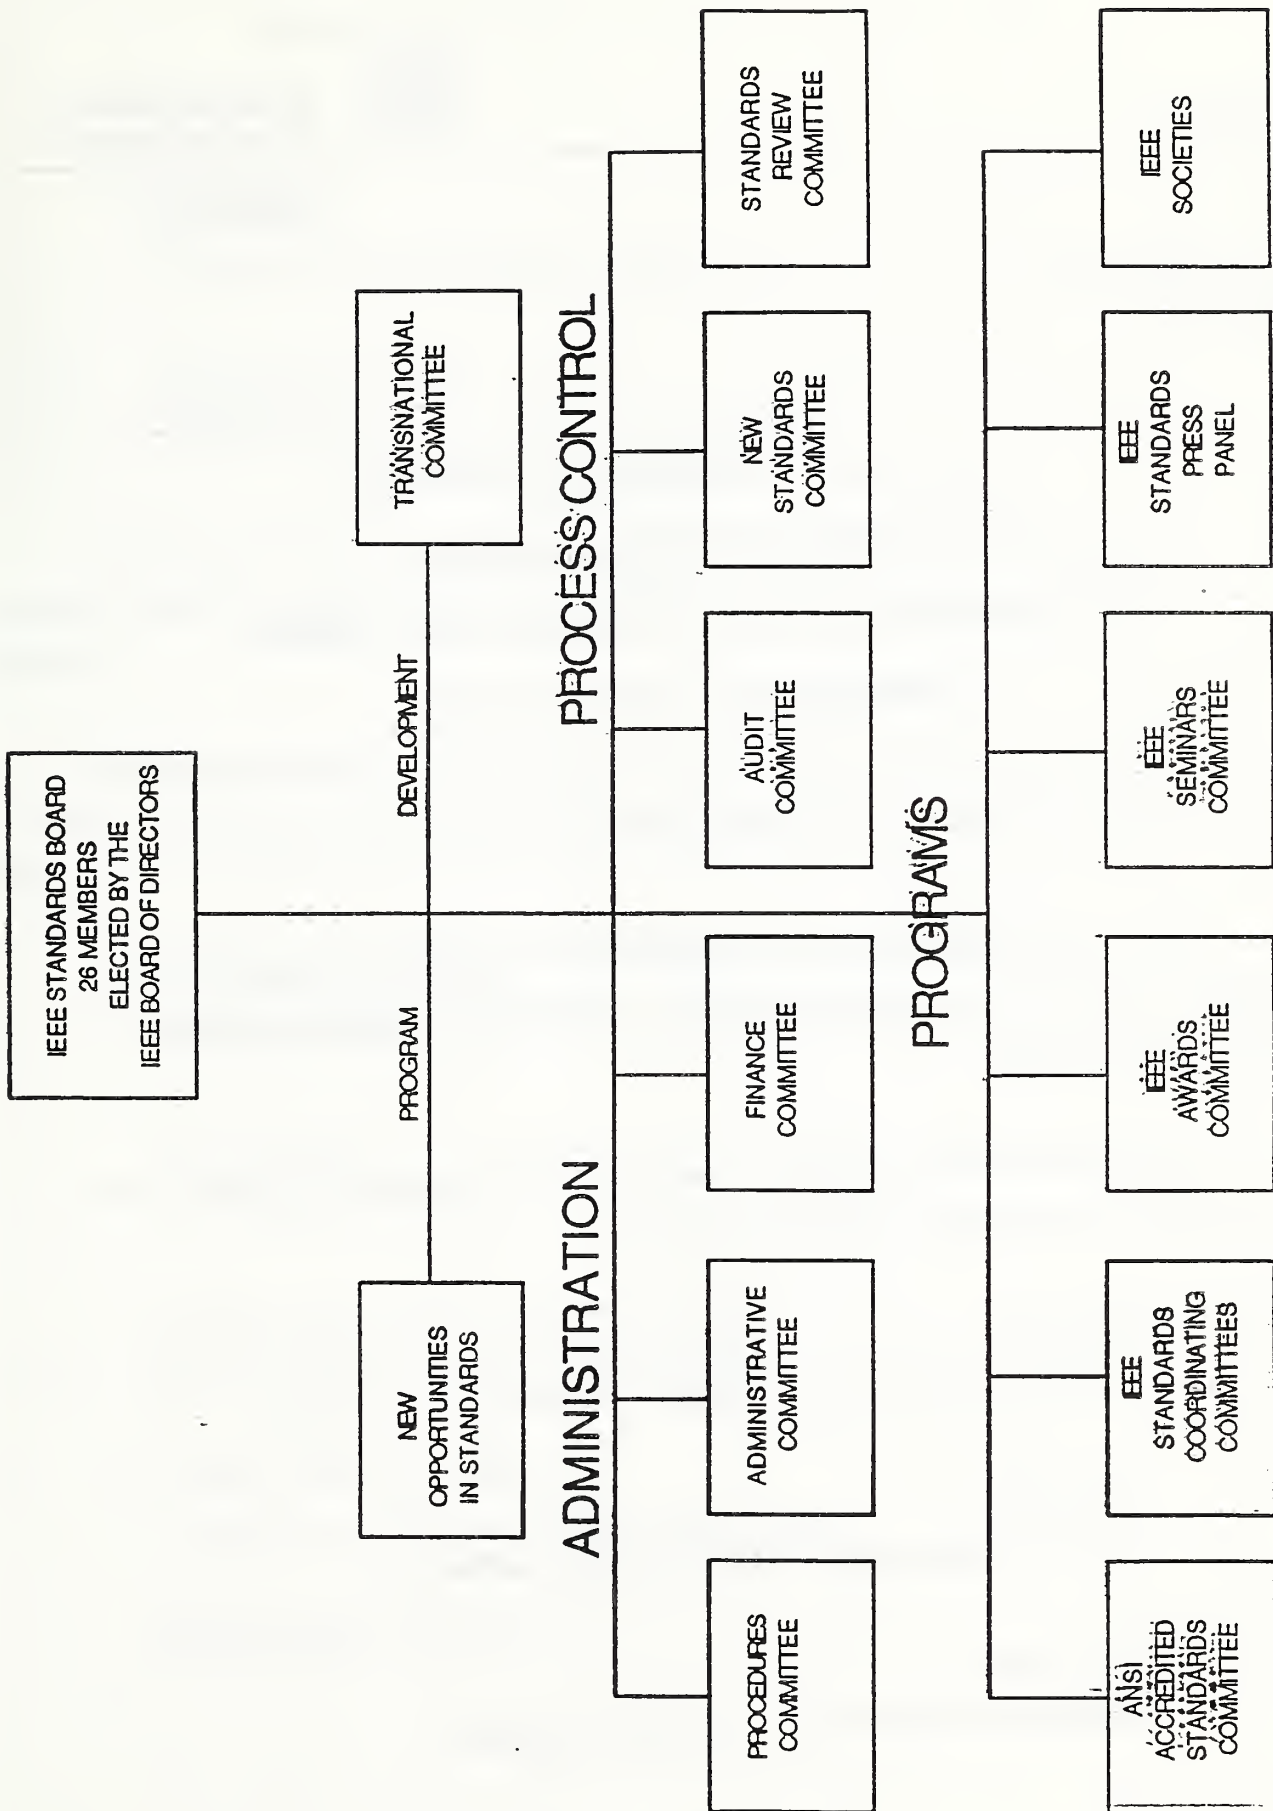 IEEE STANDARDS BOARD
26 MEMBERS
ELECTED BY THE
IEEE BOARD OF DIRECTORS
PROGRAM
DEVELOPMENT
NEW
OPPORTUNITIES
IN STANDARDS
TRANSNATIONAL
COMMITTEE
ADMINISTRATION
PROCESS CONTROL
PROCEDURES
COMMITTEE
ADMINISTRATIVE
COMMITTEE
FINANCE
COMMITTEE
AUDIT
COMMITTEE
NEW
STANDARDS
COMMITTEE
STANDARDS
REVIEW
COMMITTEE
PROGRAMS
ANSI
ACCREDITED
STANDARDS
COMMITTEE
IEEE
STANDARDS
COORDINATING
COMMITTEES
IEEE
AWARDS
COMMITTEE
IEEE
SEMINARS
COMMITTEE
IEEE
STANDARDS
PRESS
PANEL
IEEE
SOCIETIES